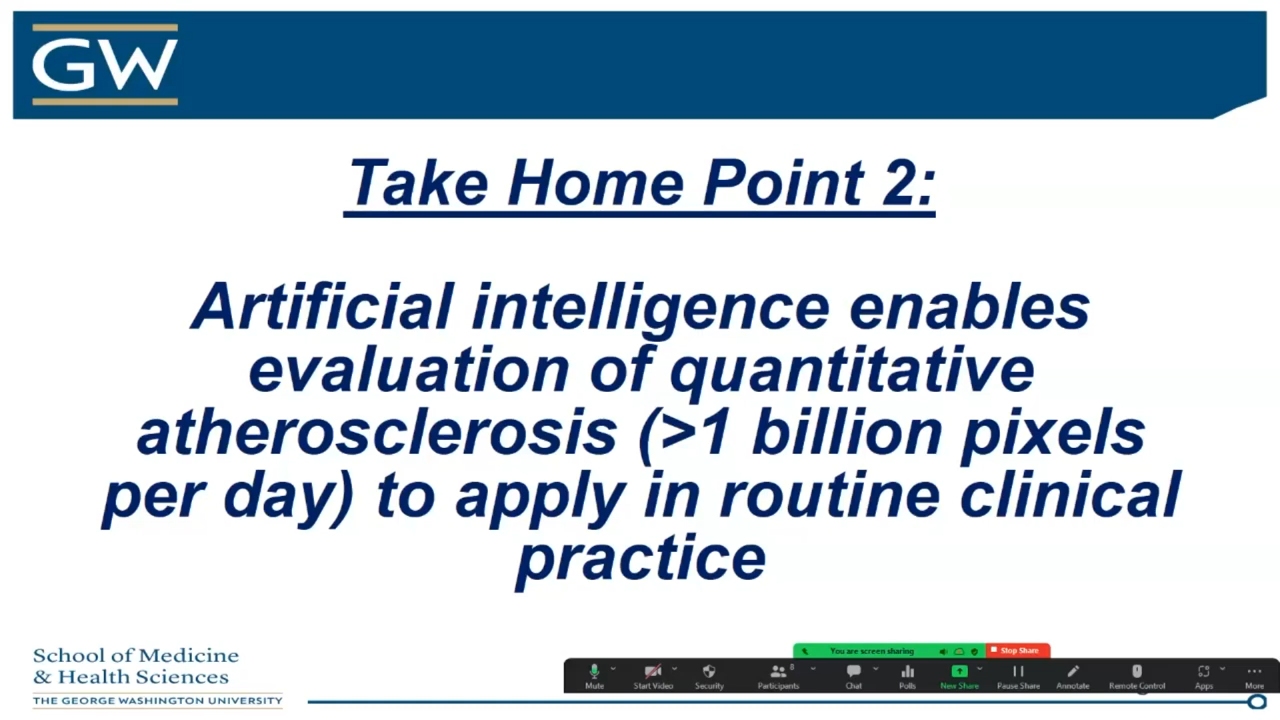 GW
Take Home Point 2:
Artificial intelligence enables
evaluation of quantitative
atherosclerosis (>1 billion pixels
per day) to apply in routine clinical
practice
School of Medicine
& Health Sciences
THE GEORGE WASHINGTON UNIVERSITY
You are screen sharing Stop Share
8
Mute Start Video Security Participants Chat Polls New Share Pause Share Annotate Remote Control Apps More